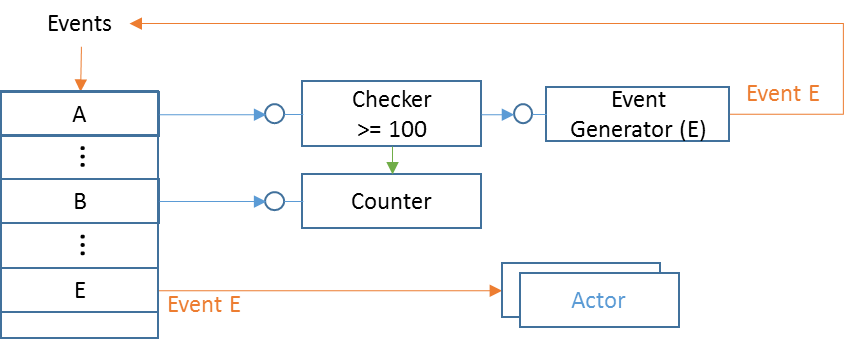 Events
A
Checker
>= 100
Event
Generator (E)
Event E
⋮
B
Counter
⋮
E
Event E
Actor